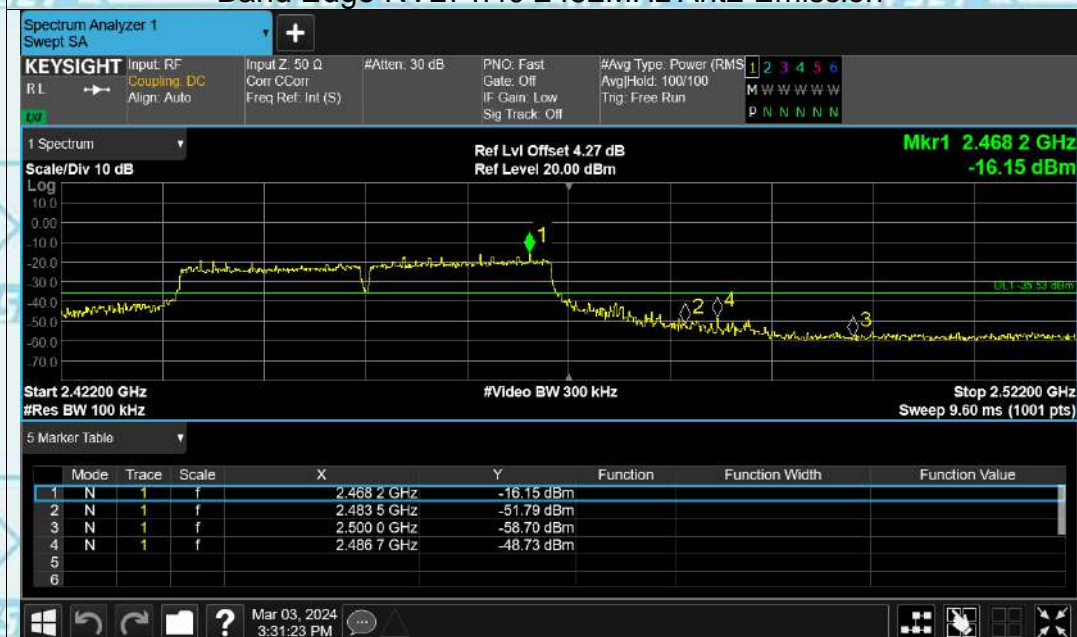 Spectrum Analyzer 1
Swept SA
+
KEYSIGHT Input: RF Input Z: 50 Ω #Atten: 30 dB PNO: Fast #Avg Type: Power (RMS 1 2 3 4 5 6
RL Coupling: DC Corr CCorr Gate: Off Avg|Hold: 100/100 M W W W W W
Align: Auto Freq Ref: Int (S) IF Gain: Low Trig: Free Run
Sig Track: Off P N N N N N
1 Spectrum Ref Lvl Offset 4.27 dB Mkr1 2.468 2 GHz
Scale/Div 10 dB Ref Level 20.00 dBm -16.15 dBm
Log
10.0
0.00
-10.0 1
-20.0
-30.0 DL1 -35.53 dBm
-40.0
-50.0 2 4 3
-60.0
-70.0
Start 2.42200 GHz #Video BW 300 kHz Stop 2.52200 GHz
#Res BW 100 kHz Sweep 9.60 ms (1001 pts)
5 Marker Table
Mode Trace Scale X Y Function Function Width Function Value
1 N 1 f 2.468 2 GHz -16.15 dBm
2 N 1 f 2.483 5 GHz -51.79 dBm
3 N 1 f 2.500 0 GHz -58.70 dBm
4 N 1 f 2.486 7 GHz -48.73 dBm
5
6
? Mar 03, 2024
3:31:23 PM